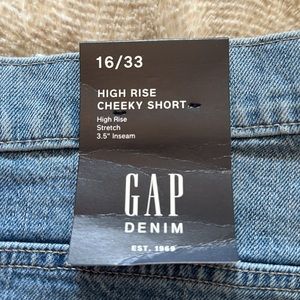 16/33
HIGH RISE
CHEEKY SHORT
High Rise
Stretch
3.5" Inseam
GAP
DENIM
EST. 1969